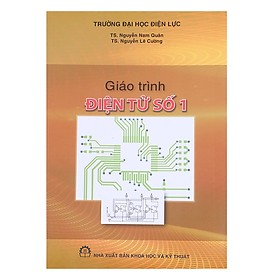 TRƯỜNG ĐẠI HỌC ĐIỆN LỰC
TS. Nguyễn Nam Quân
TS. Nguyễn Lê Cường
Giáo trình
ĐIỆN TỬ SỐ 1
NHÀ XUẤT BẢN KHOA HỌC VÀ KỸ THUẬT